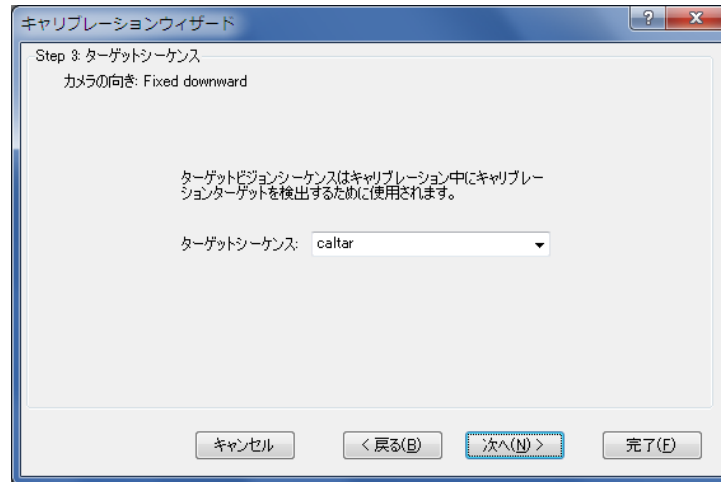 キャリブレーションウィザード
Step 3: ターゲットシーケンス
カメラの向き: Fixed downward
ターゲットビジョンシーケンスはキャリブレーション中にキャリブレー
ションターゲットを検出するために使用されます。
ターゲットシーケンス: caltar
キャンセル < 戻る(B) 次へ(N) > 完了(F)